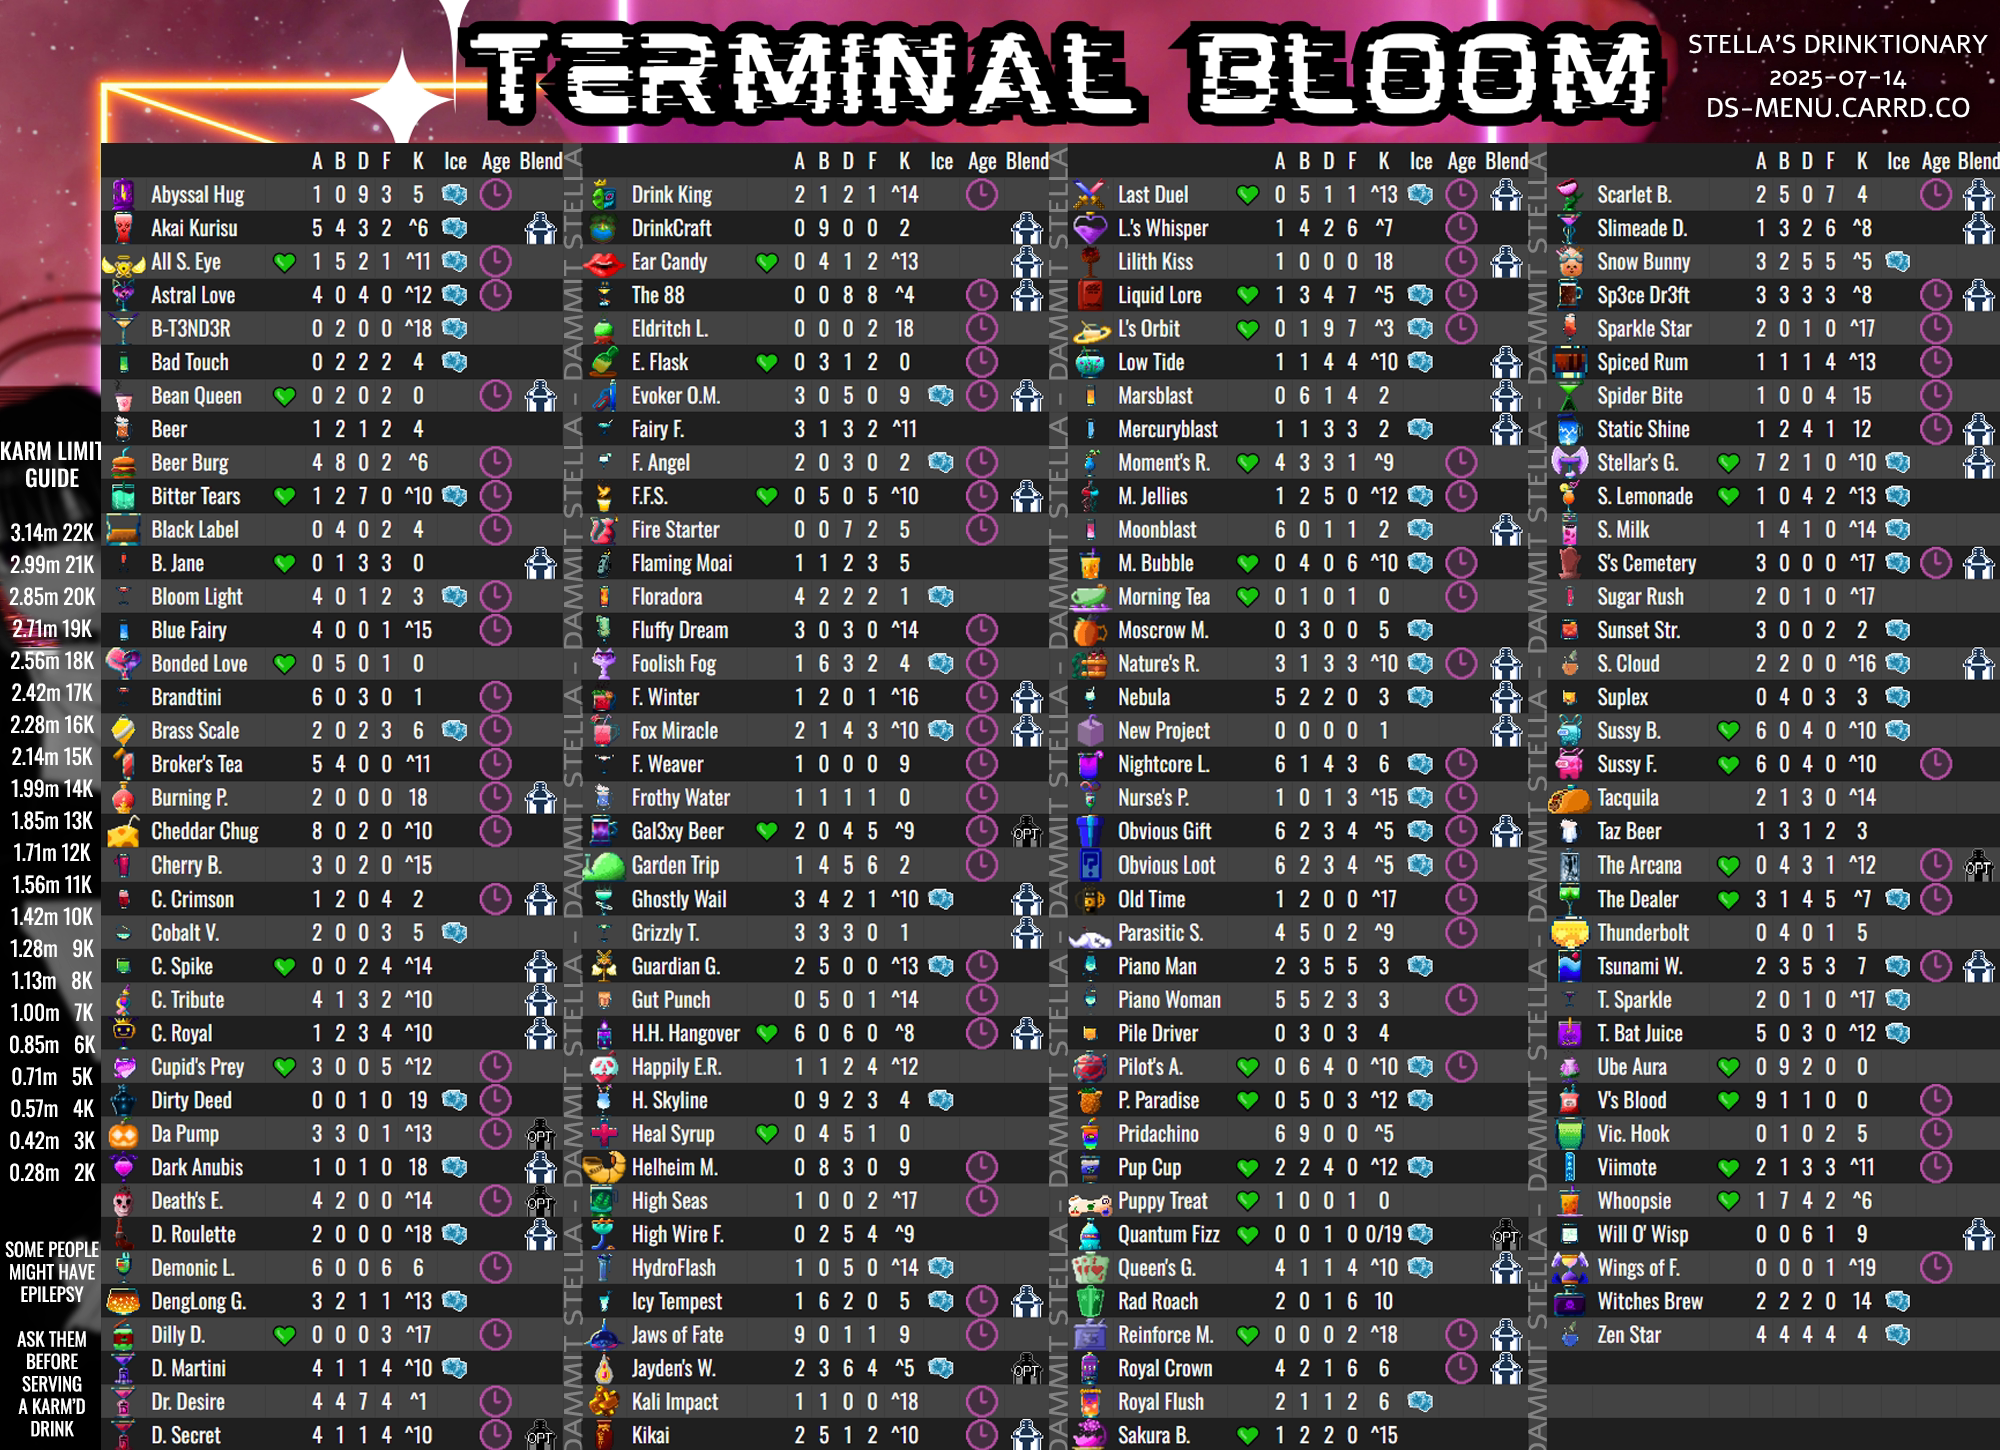 TERMINAL BLOOM
STELLA'S DRINKTIONARY
2025-07-14
DS-MENU.CARRD.CO
KARM LIMIT
GUIDE
3.14m 22K
2.99m 21K
2.85m 20K
2.71m 19K
2.56m 18K
2.42m 17K
2.28m 16K
2.14m 15K
1.99m 14K
1.85m 13K
1.71m 12K
1.56m 11K
1.42m 10K
1.28m 9K
1.13m 8K
1.00m 7K
0.85m 6K
0.71m 5K
0.57m 4K
0.42m 3K
0.28m 2K
SOME PEOPLE
MIGHT HAVE
EPILEPSY
ASK THEM
BEFORE
SERVING
A KARM'D
DRINK
A B D F K Ice Age Blend
Abyssal Hug 1 0 9 3 5
Akai Kurisu 5 4 3 2 ^6
All S. Eye 1 5 2 1 ^11
Astral Love 4 0 4 0 ^12
B-T3ND3R 0 2 0 0 ^18
Bad Touch 0 2 2 2 4
Bean Queen 0 2 0 2 0
Beer 1 2 1 2 4
Beer Burg 4 8 0 2 ^6
Bitter Tears 1 2 7 0 ^10
Black Label 0 4 0 2 4
B. Jane 0 1 3 3 0
Bloom Light 4 0 1 2 3
Blue Fairy 4 0 0 1 ^15
Bonded Love 0 5 0 1 0
Brandtini 6 0 3 0 1
Brass Scale 2 0 2 3 6
Broker's Tea 5 4 0 0 ^11
Burning P. 2 0 0 0 18
Cheddar Chug 8 0 2 0 ^10
Cherry B. 3 0 2 0 ^15
C. Crimson 1 2 0 4 2
Cobalt V. 2 0 0 3 5
C. Spike 0 0 2 4 ^14
C. Tribute 4 1 3 2 ^10
C. Royal 1 2 3 4 ^10
Cupid's Prey 3 0 0 5 ^12
Dirty Deed 0 0 1 0 19
Da Pump 3 3 0 1 ^13 OPT
Dark Anubis 1 0 1 0 18
Death's E. 4 2 0 0 ^14 OPT
D. Roulette 2 0 0 0 ^18
Demonic L. 6 0 0 6 6
DengLong G. 3 2 1 1 ^13
Dilly D. 0 0 0 3 ^17
D. Martini 4 1 1 4 ^10
Dr. Desire 4 4 7 4 ^1
D. Secret 4 1 1 4 ^10 OPT
DAMMIT STELLA - DAMMIT STELLA - DAMMIT STELLA - DAMMIT STELLA
A B D F K Ice Age Blend
Drink King 2 1 2 1 ^14
DrinkCraft 0 9 0 0 2
Ear Candy 0 4 1 2 ^13
The 88 0 0 8 8 ^4
Eldritch L. 0 0 0 2 18
E. Flask 0 3 1 2 0
Evoker O.M. 3 0 5 0 9
Fairy F. 3 1 3 2 ^11
F. Angel 2 0 3 0 2
F.F.S. 0 5 0 5 ^10
Fire Starter 0 0 7 2 5
Flaming Moai 1 1 2 3 5
Floradora 4 2 2 2 1
Fluffy Dream 3 0 3 0 ^14
Foolish Fog 1 6 3 2 4
F. Winter 1 2 0 1 ^16
Fox Miracle 2 1 4 3 ^10
F. Weaver 1 0 0 0 9
Frothy Water 1 1 1 1 0
Gal3xy Beer 2 0 4 5 ^9 OPT
Garden Trip 1 4 5 6 2
Ghostly Wail 3 4 2 1 ^10
Grizzly T. 3 3 3 0 1
Guardian G. 2 5 0 0 ^13
Gut Punch 0 5 0 1 ^14
H.H. Hangover 6 0 6 0 ^8
Happily E.R. 1 1 2 4 ^12
H. Skyline 0 9 2 3 4
Heal Syrup 0 4 5 1 0
Helheim M. 0 8 3 0 9
High Seas 1 0 0 2 ^17
High Wire F. 0 2 5 4 ^9
HydroFlash 1 0 5 0 ^14
Icy Tempest 1 6 2 0 5
Jaws of Fate 9 0 1 1 9
Jayden's W. 2 3 6 4 ^5 OPT
Kali Impact 1 1 0 0 ^18
Kikai 2 5 1 2 ^10
DAMMIT STELLA - DAMMIT STELLA - DAMMIT STELLA - DAMMIT STELLA
A B D F K Ice Age Blend
Last Duel 0 5 1 1 ^13
L.'s Whisper 1 4 2 6 ^7
Lilith Kiss 1 0 0 0 18
Liquid Lore 1 3 4 7 ^5
L's Orbit 0 1 9 7 ^3
Low Tide 1 1 4 4 ^10
Marsblast 0 6 1 4 2
Mercuryblast 1 1 3 3 2
Moment's R. 4 3 3 1 ^9
M. Jellies 1 2 5 0 ^12
Moonblast 6 0 1 1 2
M. Bubble 0 4 0 6 ^10
Morning Tea 0 1 0 1 0
Moscrow M. 0 3 0 0 5
Nature's R. 3 1 3 3 ^10
Nebula 5 2 2 0 3
New Project 0 0 0 0 1
Nightcore L. 6 1 4 3 6
Nurse's P. 1 0 1 3 ^15
Obvious Gift 6 2 3 4 ^5
Obvious Loot 6 2 3 4 ^5
Old Time 1 2 0 0 ^17
Parasitic S. 4 5 0 2 ^9
Piano Man 2 3 5 5 3
Piano Woman 5 5 2 3 3
Pile Driver 0 3 0 3 4
Pilot's A. 0 6 4 0 ^10
P. Paradise 0 5 0 3 ^12
Pridachino 6 9 0 0 ^5
Pup Cup 2 2 4 0 ^12
Puppy Treat 1 0 0 1 0
Quantum Fizz 0 0 1 0 0/19 OPT
Queen's G. 4 1 1 4 ^10
Rad Roach 2 0 1 6 10
Reinforce M. 0 0 0 2 ^18
Royal Crown 4 2 1 6 6
Royal Flush 2 1 1 2 6
Sakura B. 1 2 2 0 ^15
DAMMIT STELLA - DAMMIT STELLA - DAMMIT STELLA - DAMMIT STELLA
A B D F K Ice Age Blend
Scarlet B. 2 5 0 7 4
Slimeade D. 1 3 2 6 ^8
Snow Bunny 3 2 5 5 ^5
Sp3ce Dr3ft 3 3 3 3 ^8
Sparkle Star 2 0 1 0 ^17
Spiced Rum 1 1 1 4 ^13
Spider Bite 1 0 0 4 15
Static Shine 1 2 4 1 12
Stellar's G. 7 2 1 0 ^10
S. Lemonade 1 0 4 2 ^13
S. Milk 1 4 1 0 ^14
S's Cemetery 3 0 0 0 ^17
Sugar Rush 2 0 1 0 ^17
Sunset Str. 3 0 0 2 2
S. Cloud 2 2 0 0 ^16
Suplex 0 4 0 3 3
Sussy B. 6 0 4 0 ^10
Sussy F. 6 0 4 0 ^10
Tacquila 2 1 3 0 ^14
Taz Beer 1 3 1 2 3
The Arcana 0 4 3 1 ^12 OPT
The Dealer 3 1 4 5 ^7
Thunderbolt 0 4 0 1 5
Tsunami W. 2 3 5 3 7
T. Sparkle 2 0 1 0 ^17
T. Bat Juice 5 0 3 0 ^12
Ube Aura 0 9 2 0 0
V's Blood 9 1 1 0 0
Vic. Hook 0 1 0 2 5
Viimote 2 1 3 3 ^11
Whoopsie 1 7 4 2 ^6
Will O' Wisp 0 0 6 1 9
Wings of F. 0 0 0 1 ^19
Witches Brew 2 2 2 0 14
Zen Star 4 4 4 4 4